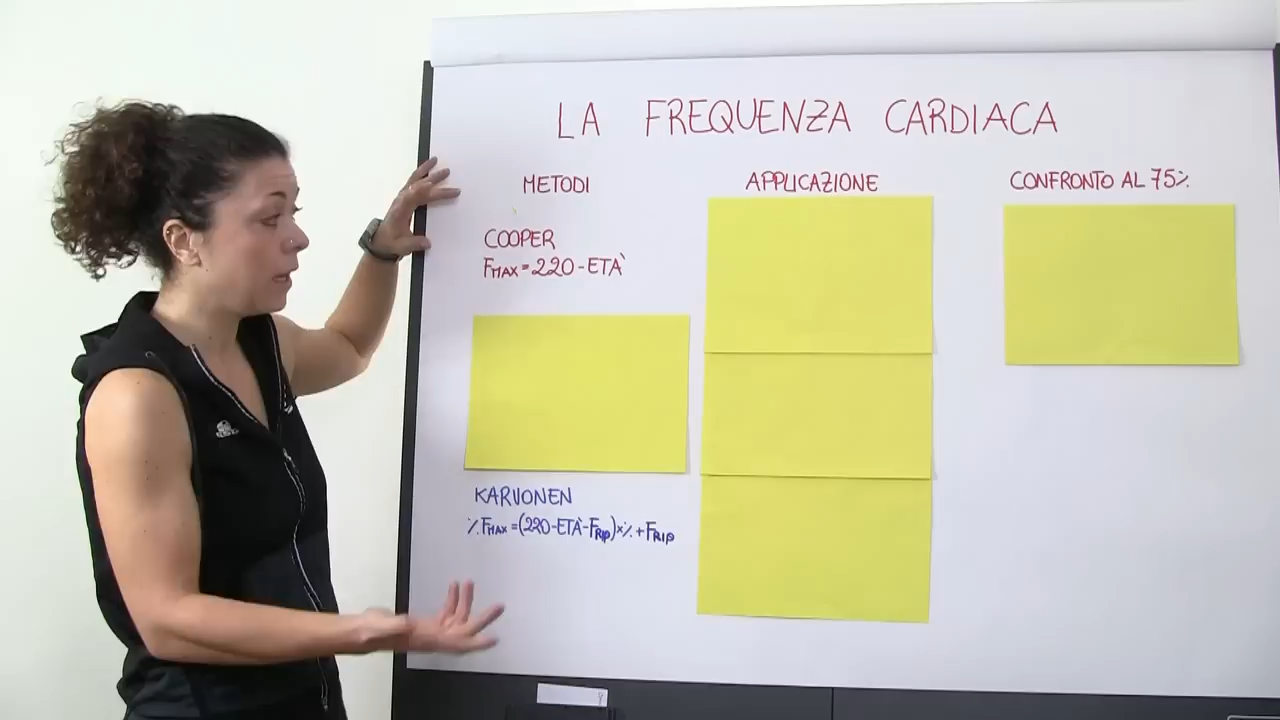 LA FREQUENZA CARDIACA
METODI
APPLICAZIONE
CONFRONTO AL 75%
COOPER
FMAX = 220 - ETÀ
KARVONEN
% FMAX = (220 - ETÀ - FRIP) x % + FRIP